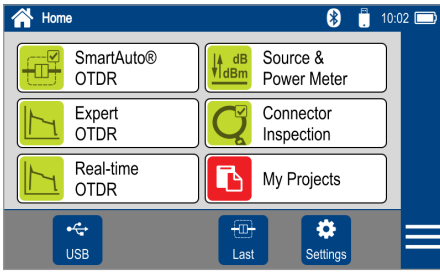 Home
10:02
SmartAuto®
OTDR
dB
dBm
Source &
Power Meter
Expert
OTDR
Connector
Inspection
Real-time
OTDR
My Projects
USB
Last
Settings